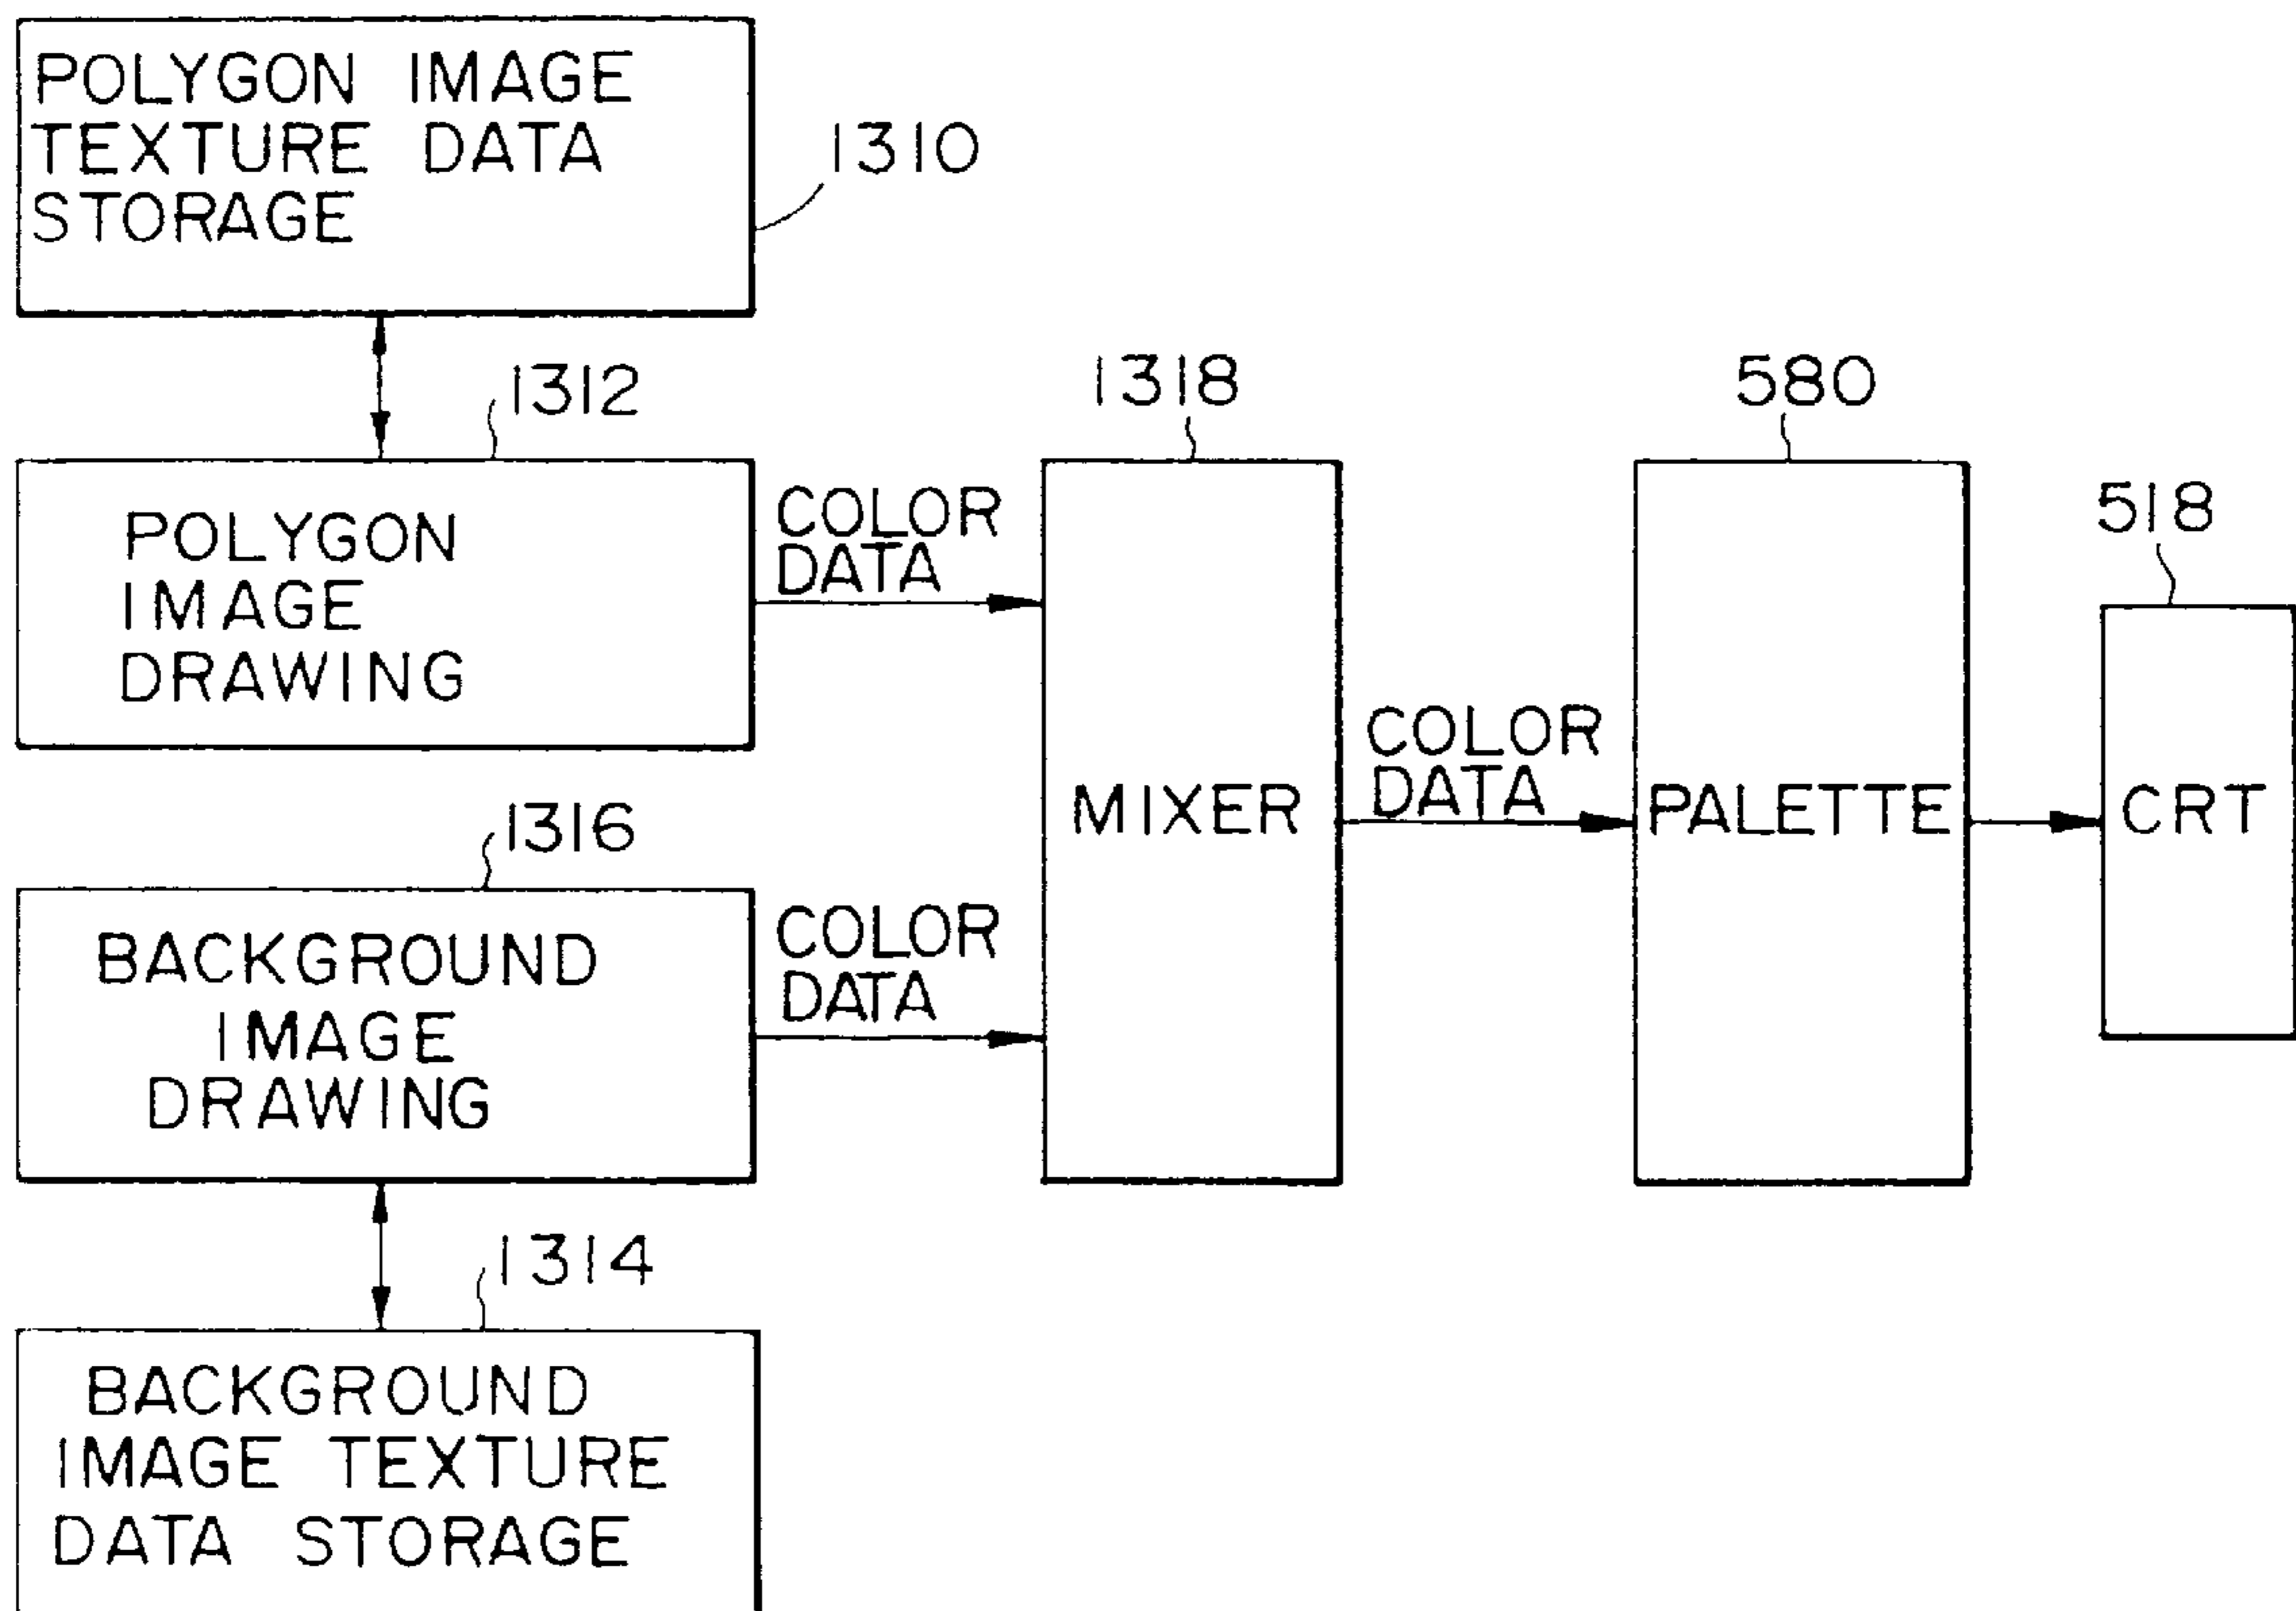 POLYGON IMAGE
TEXTURE DATA
STORAGE
1310
1312
POLYGON
IMAGE
DRAWING
COLOR
DATA
1318
MIXER
COLOR
DATA
580
PALETTE
518
CRT
1316
BACKGROUND
IMAGE
DRAWING
COLOR
DATA
1314
BACKGROUND
IMAGE TEXTURE
DATA STORAGE